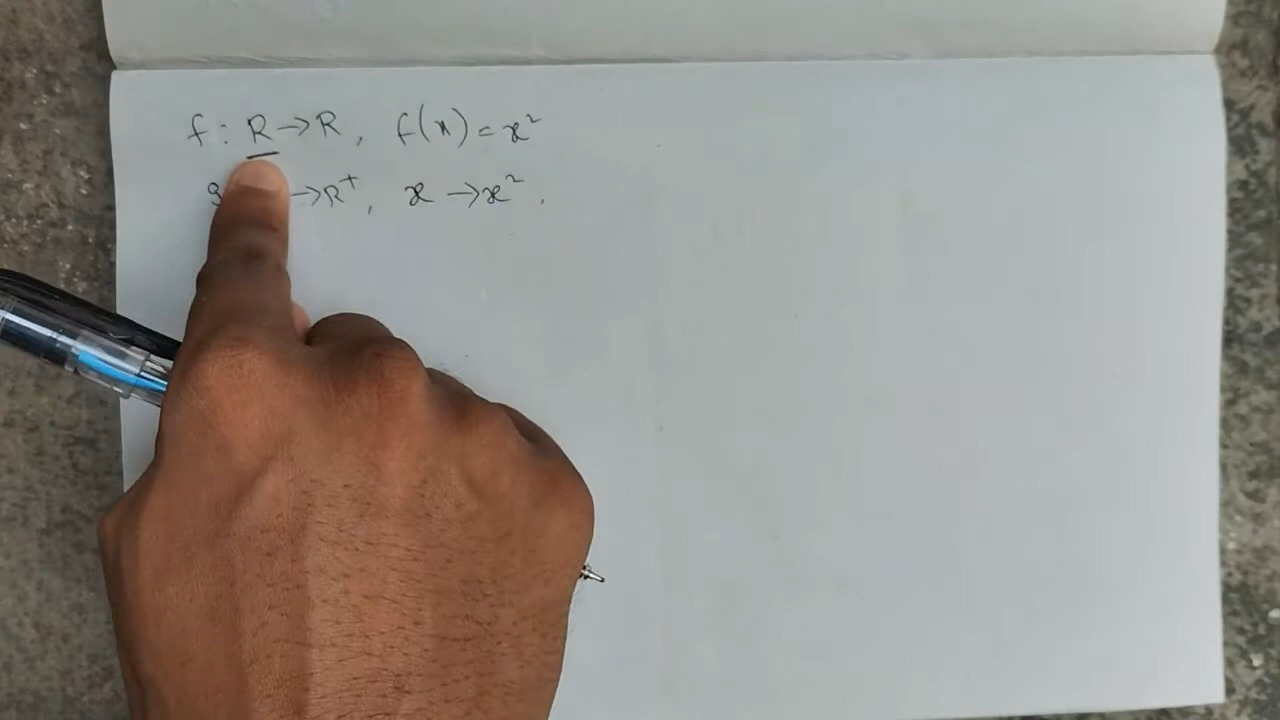 f: R→R, f(x) = x²
g →R⁺, x →x²,